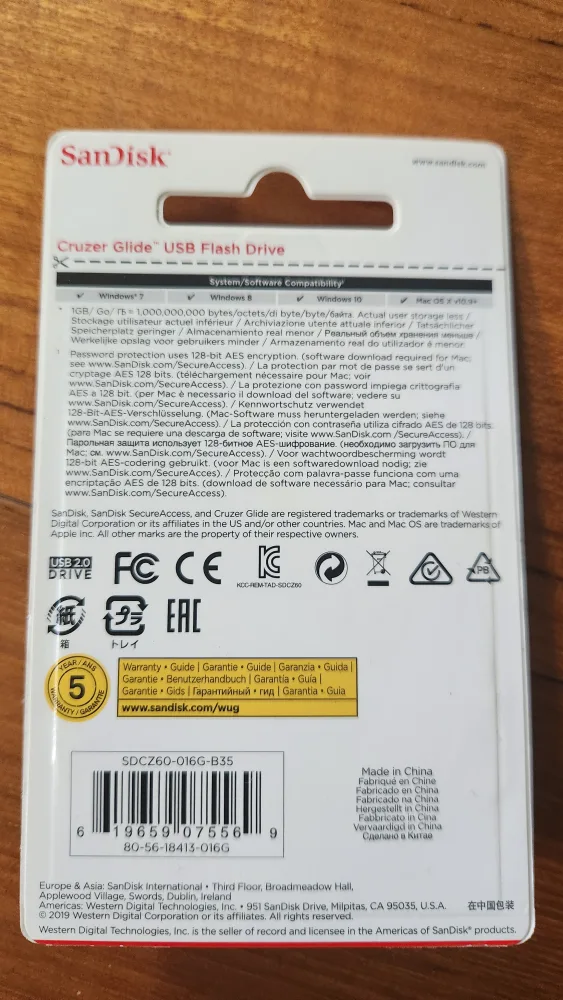 SanDisk®
www.sandisk.com
Cruzer Glide™ USB Flash Drive
System/Software Compatibility†
✓ Windows® 7 ✓ Windows 8 ✓ Windows 10 ✓ Mac OS X v10.
* 1GB/ Go/ ГБ = 1,000,000,000 bytes/octets/di byte/byte/байта. Actual user storage less /
Stockage utilisateur actuel inférieur / Archiviazione utente attuale inferiore / Tatsächlicher
Speicherplatz geringer / Almacenamiento real menor / Реальный объем хранения меньше /
Werkelijke opslag voor gebruikers minder / Armazenamento real do utilizador é menor
Password protection uses 128-bit AES encryption. (software download required for Mac;
see www.SanDisk.com/SecureAccess). / La protection par mot de passe se sert d'un
cryptage AES 128 bits. (téléchargement nécessaire pour Mac; voir
www.SanDisk.com/SecureAccess). / La protezione con password impiega crittografia
AES a 128 bit. (per Mac è necessario il download del software; vedere su
www.SanDisk.com/SecureAccess). / Kennwortschutz verwendet
128-Bit-AES-Verschlüsselung. (Mac-Software muss heruntergeladen werden; siehe
www.SanDisk.com/SecureAccess). / La protección con contraseña utiliza cifrado AES de 128 bits.
(para Mac se requiere una descarga de software; visite www.SanDisk.com /SecureAccess). /
Парольная защита использует 128-битное AES-шифрование. (необходимо загрузить ПО для
Mac; см. www.SanDisk.com/SecureAccess). / Voor wachtwoordbescherming wordt
128-bit AES-codering gebruikt. (voor Mac is een softwaredownload nodig; zie
www.SanDisk.com/SecureAcces). / Protecção com palavra-passe funciona com uma
encriptação AES de 128 bits. (download de software necessário para Mac; consultar
www.SanDisk.com/SecureAccess).
SanDisk, SanDisk SecureAccess, and Cruzer Glide are registered trademarks or trademarks of Western
Digital Corporation or its affiliates in the US and/or other countries. Mac and Mac OS are trademarks of
Apple Inc. All other marks are the property of their respective owners.
USB 2.0
DRIVE
FC CE
KCC-REM-TAD-SDCZ60
PB
紙
箱
プラ
トレイ
EAC
5
YEAR/ANS
WARRANTY / GARANTIE
Warranty • Guide | Garantie • Guide | Garanzia • Guida |
Garantie • Benutzerhandbuch | Garantía • Guía |
Garantie • Gids | Гарантийный • гид | Garantia • Guia
www.sandisk.com/wug
SDCZ60-016G-B35
6 19659 07556 9
80-56-18413-016G
Made in China
Fabriqué en Chine
Fabricado en China
Fabricado na China
Hergestellt in China
Fabbricato in Cina
Vervaardigd in China
Сделано в Китае
Europe & Asia: SanDisk International • Third Floor, Broadmeadow Hall,
Applewood Village, Swords, Dublin, Ireland
Americas: Western Digital Technologies, Inc. • 951 SanDisk Drive, Milpitas, CA 95035, U.S.A. 在中国包装
© 2019 Western Digital Corporation or its affiliates. All rights reserved.
Western Digital Technologies, Inc. is the seller of record and licensee in the Americas of SanDisk® products.